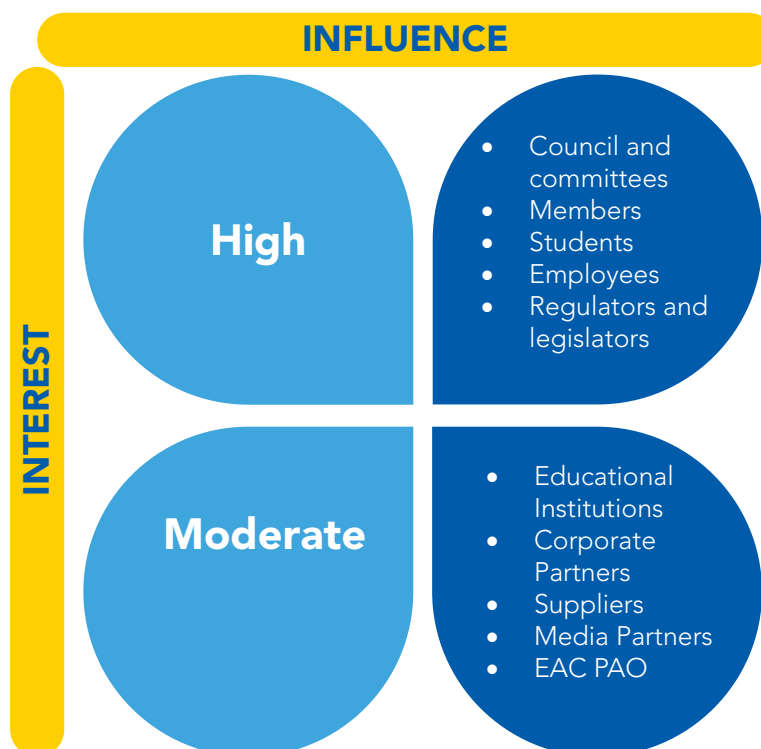 INFLUENCE
INTEREST
High
• Council and
committees
• Members
• Students
• Employees
• Regulators and
legislators
Moderate
• Educational
Institutions
• Corporate
Partners
• Suppliers
• Media Partners
• EAC PAO